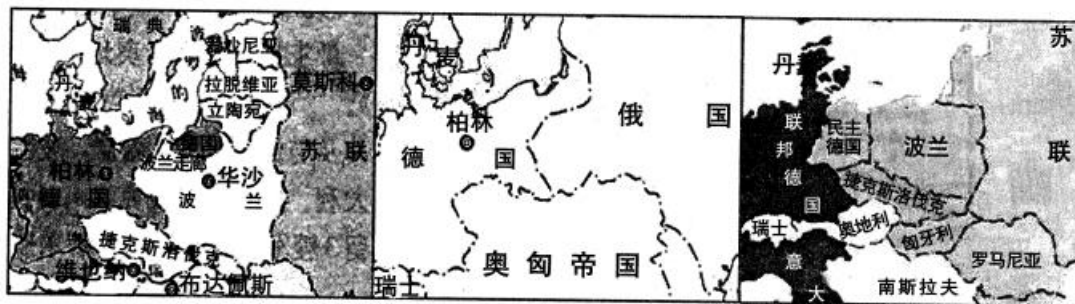 瑞典
爱沙尼亚
拉脱维亚
立陶宛
莫斯科
丹麦
波
的
海
德国
波兰走廊
苏联
柏林
德国
华沙
波兰
捷克斯洛伐克
维也纳
布达佩斯
丹麦
柏林
德国
俄国
奥匈帝国
瑞士
苏联
丹麦
联邦德国
民主
德国
波兰
捷克斯洛伐克
瑞士
奥地利
匈牙利
罗马尼亚
意大
南斯拉夫